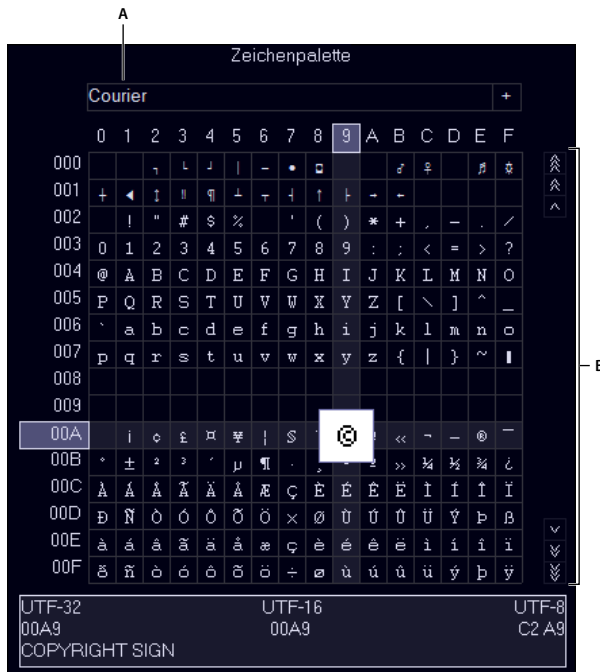 A
Zeichenpalette
Courier +
0 1 2 3 4 5 6 7 8 9 A B C D E F
000 ┐ └ ┘ | − • ◘ ♂ ♀ ♬ ☼
001 ┼ ◄ ↕ ‼ ¶ ┴ ┬ ┤ ↑ ├ → ←
002 ! " # $ % ' ( ) * + , - . /
003 0 1 2 3 4 5 6 7 8 9 : ; < = > ?
004 @ A B C D E F G H I J K L M N O
005 P Q R S T U V W X Y Z [ \ ] ^ _
006 ` a b c d e f g h i j k l m n o
007 p q r s t u v w x y z { | } ~ ▮
008
009
00A ¡ ¢ £ ¤ ¥ ¦ § © « ¬ – ® ¯
00B ° ± ² ³ ´ µ ¶ · » ¼ ½ ¾ ¿
00C À Á Â Ã Ä Å Æ Ç È É Ê Ë Ì Í Î Ï
00D Ð Ñ Ò Ó Ô Õ Ö × Ø Ù Ú Û Ü Ý Þ ß
00E à á â ã ä å æ ç è é ê ë ì í î ï
00F ð ñ ò ó ô õ ö ÷ ø ù ú û ü ý þ ÿ
UTF-32 UTF-16 UTF-8
00A9 00A9 C2 A9
COPYRIGHT SIGN